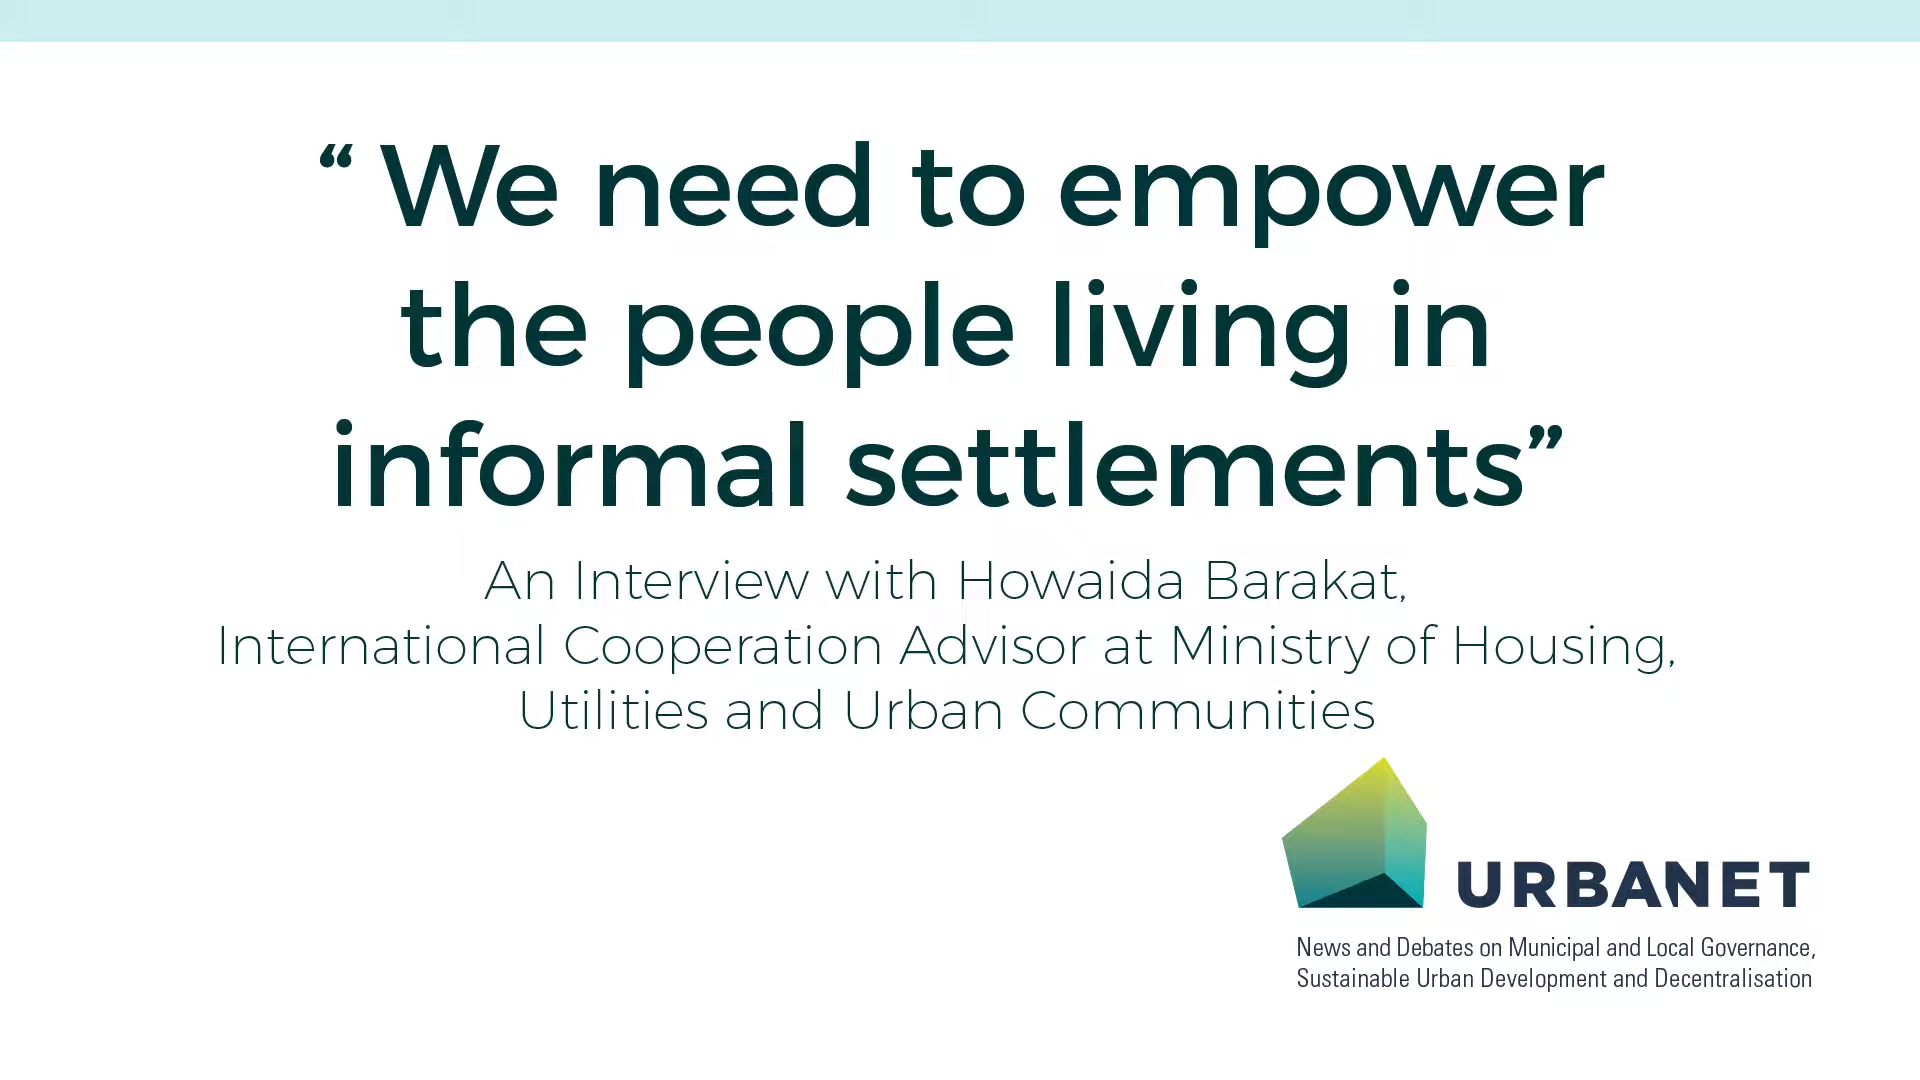 “ We need to empower
the people living in
informal settlements”
An Interview with Howaida Barakat,
International Cooperation Advisor at Ministry of Housing,
Utilities and Urban Communities
URBANET
News and Debates on Municipal and Local Governance,
Sustainable Urban Development and Decentralisation